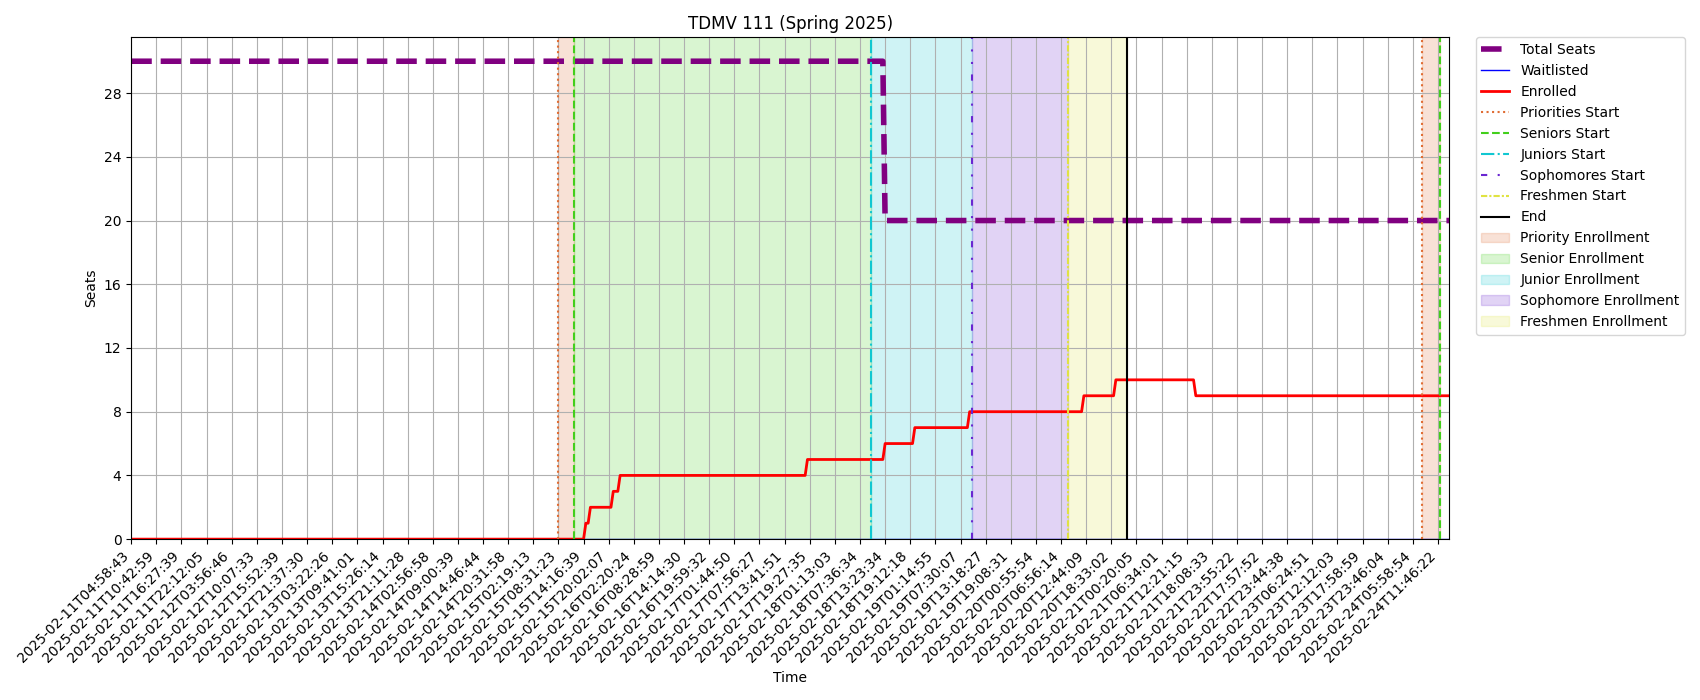 TDMV 111 (Spring 2025)
Total Seats
Waitlisted
Enrolled
Priorities Start
Seniors Start
Juniors Start
Sophomores Start
Freshmen Start
End
Priority Enrollment
Senior Enrollment
Junior Enrollment
Sophomore Enrollment
Freshmen Enrollment
Seats
28
24
20
16
12
8
4
0
2025-02-11T04:58:43
2025-02-11T10:42:59
2025-02-11T16:27:39
2025-02-11T22:12:05
2025-02-12T03:56:46
2025-02-12T10:07:33
2025-02-12T15:52:39
2025-02-12T21:37:30
2025-02-13T03:22:26
2025-02-13T09:41:01
2025-02-13T15:26:14
2025-02-13T21:11:28
2025-02-14T02:56:58
2025-02-14T09:00:39
2025-02-14T14:46:44
2025-02-14T20:31:58
2025-02-15T02:19:13
2025-02-15T08:31:23
2025-02-15T14:16:39
2025-02-15T20:02:07
2025-02-16T02:20:24
2025-02-16T08:28:59
2025-02-16T14:14:30
2025-02-16T19:59:32
2025-02-17T01:44:50
2025-02-17T07:56:27
2025-02-17T13:41:51
2025-02-17T19:27:35
2025-02-18T01:13:03
2025-02-18T07:36:34
2025-02-18T13:23:34
2025-02-18T19:12:18
2025-02-19T01:14:55
2025-02-19T07:30:07
2025-02-19T13:18:27
2025-02-19T19:08:31
2025-02-20T00:55:54
2025-02-20T06:56:14
2025-02-20T12:44:09
2025-02-20T18:33:02
2025-02-21T00:20:05
2025-02-21T06:34:01
2025-02-21T12:21:15
2025-02-21T18:08:33
2025-02-21T23:55:22
2025-02-22T17:57:52
2025-02-22T23:44:38
2025-02-23T06:24:51
2025-02-23T12:12:03
2025-02-23T17:58:59
2025-02-23T23:46:04
2025-02-24T05:58:54
2025-02-24T11:46:22
Time